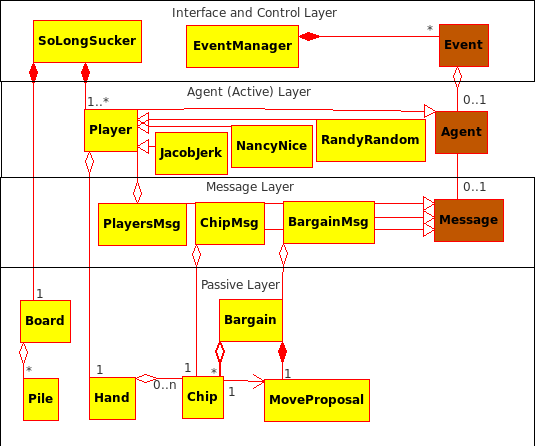 Interface and Control Layer
SoLongSucker
EventManager
*
Event
Agent (Active) Layer
1..*
0..1
Player
JacobJerk
NancyNice
RandyRandom
Agent
Message Layer
0..1
PlayersMsg
ChipMsg
BargainMsg
Message
Passive Layer
1
Board
Bargain
*
1
1
*
1
0..n
1
Pile
Hand
Chip
MoveProposal